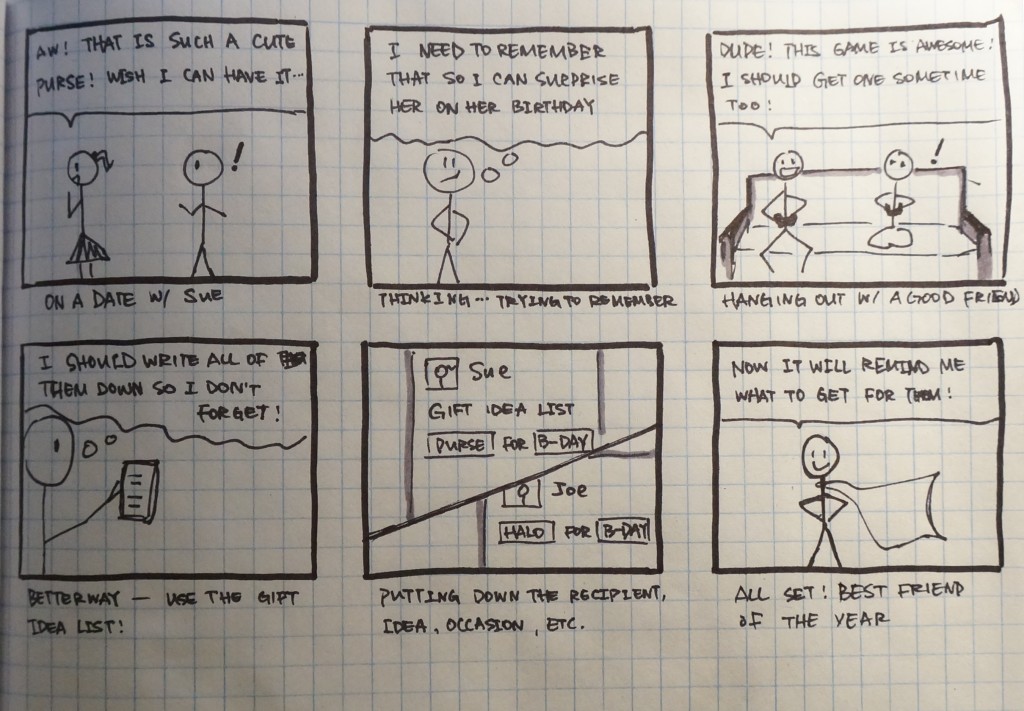 AW! THAT IS SUCH A CUTE
PURSE! WISH I CAN HAVE IT...
!
ON A DATE W/ SUE
I NEED TO REMEMBER
THAT SO I CAN SURPRISE
HER ON HER BIRTHDAY
THINKING... TRYING TO REMEMBER
DUDE! THIS GAME IS AWESOME!
I SHOULD GET ONE SOMETIME
TOO!
!
HANGING OUT W/ A GOOD FRIEND
I SHOULD WRITE ALL OF
THEM DOWN SO I DON'T
FORGET!
BETTER WAY — USE THE GIFT
IDEA LIST!
Sue
GIFT IDEA LIST
PURSE FOR B-DAY
Joe
HALO FOR B-DAY
PUTTING DOWN THE RECIPIENT,
IDEA, OCCASION, ETC.
NOW IT WILL REMIND ME
WHAT TO GET FOR THEM!
ALL SET! BEST FRIEND
OF THE YEAR